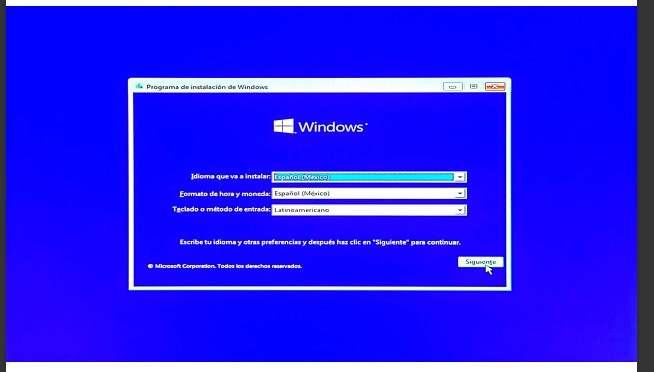 Programa de instalación de Windows
Windows
Idioma que va a instalar: Español (México)
Formato de hora y moneda: Español (México)
Teclado o método de entrada: Latinoamericano
Escribe tu idioma y otras preferencias y después haz clic en "Siguiente" para continuar.
© Microsoft Corporation. Todos los derechos reservados.
Siguiente